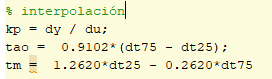 % interpolación
kp = dy / du;
tao =  0.9102*(dt75 - dt25);
tm = 1.2620*dt25 - 0.2620*dt75